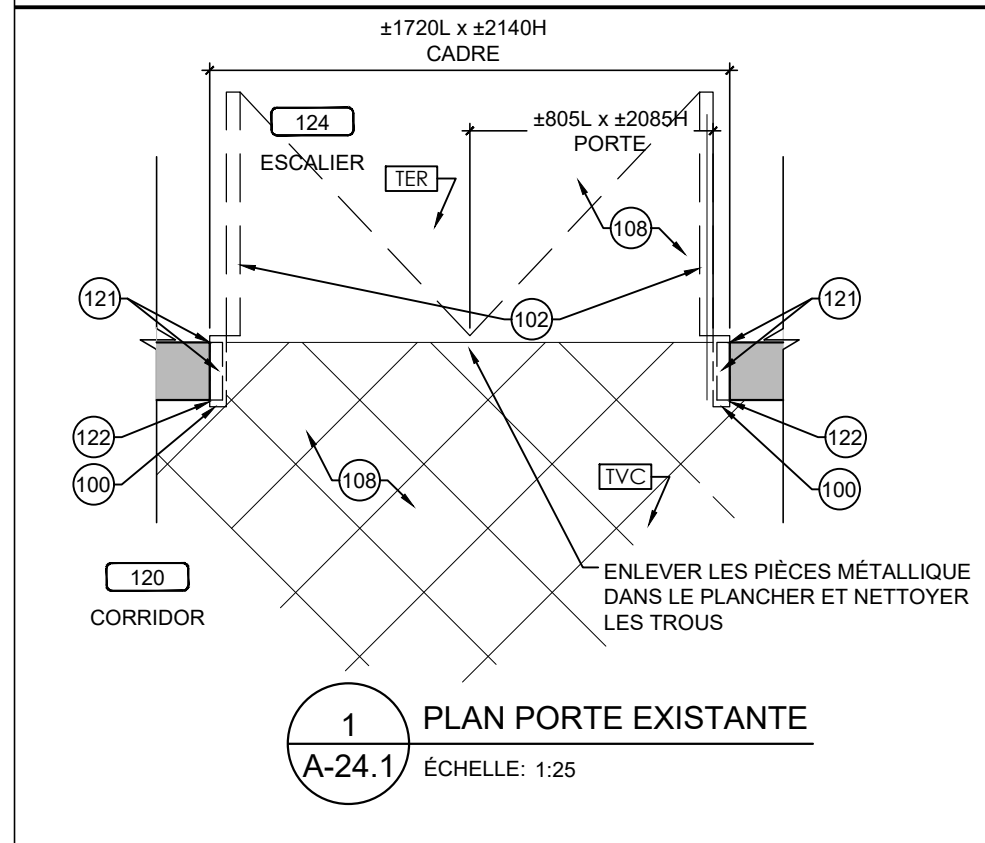 ±1720L x ±2140H
CADRE
124
ESCALIER
±805L x ±2085H
PORTE
TER
108
121
102
121
122
100
108
TVC
122
100
120
CORRIDOR
ENLEVER LES PIÈCES MÉTALLIQUE
DANS LE PLANCHER ET NETTOYER
LES TROUS
1
A-24.1
PLAN PORTE EXISTANTE
ÉCHELLE: 1:25